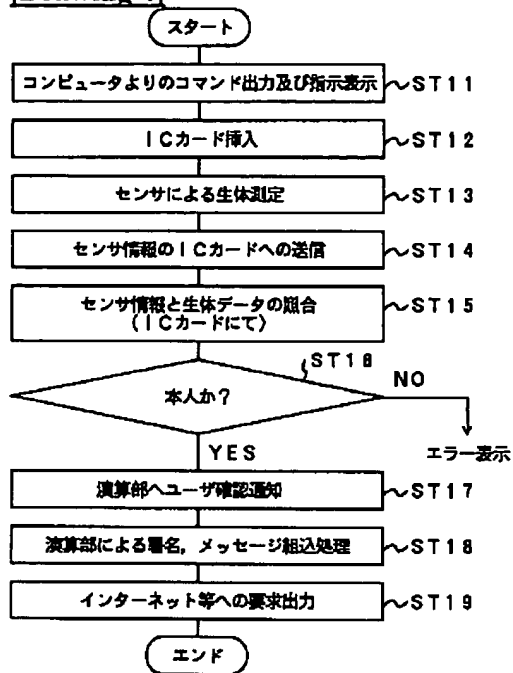 スタート
コンピュータよりのコマンド出力及び指示表示 ～ST11
ICカード挿入 ～ST12
センサによる生体測定 ～ST13
センサ情報のICカードへの送信 ～ST14
センサ情報と生体データの照合 ～ST15
(ICカードにて)
ST16
本人か?
NO
YES
エラー表示
演算部へユーザ確認通知 ～ST17
演算部による署名，メッセージ組込処理 ～ST18
インターネット等への要求出力 ～ST19
エンド